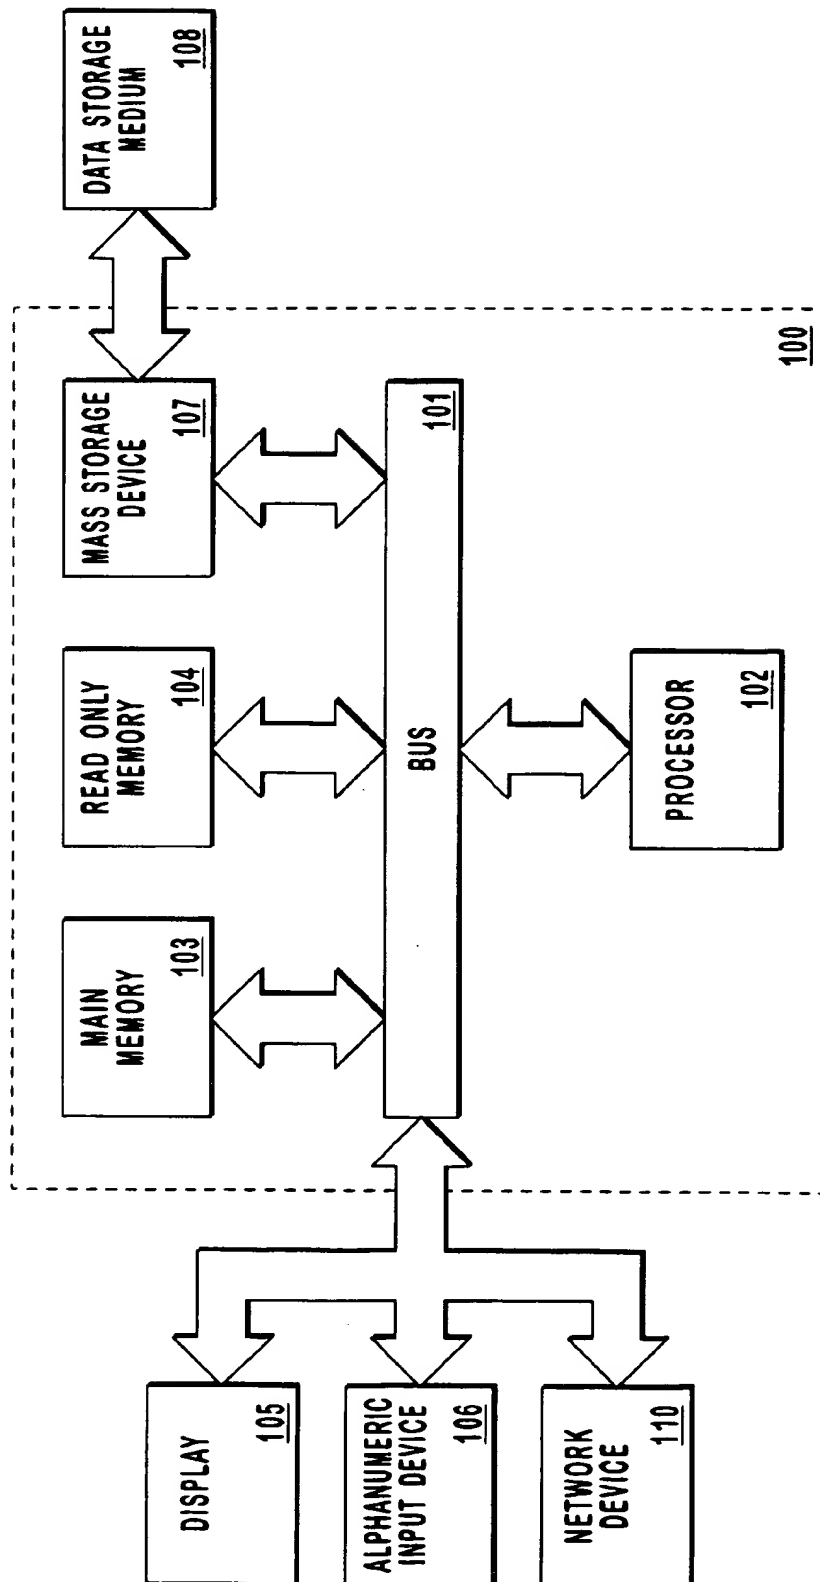 DISPLAY
105
ALPHANUMERIC
INPUT DEVICE
106
NETWORK
DEVICE
110
MAIN
MEMORY
103
READ ONLY
MEMORY
104
MASS STORAGE
DEVICE
107
BUS
101
PROCESSOR
102
100
DATA STORAGE
MEDIUM
108